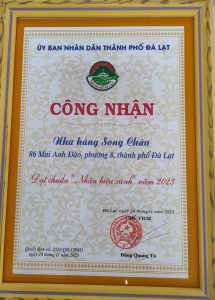 ỦY BAN NHÂN DÂN THÀNH PHỐ ĐÀ LẠT
CÔNG NHẬN
Nhà hàng Song Châu
86 Mai Anh Đào, phường 8, thành phố Đà Lạt
Đạt chuẩn "Nhãn hiệu xanh" năm 2023
Đà Lạt, ngày 24 tháng 11 năm 2023
CHỦ TỊCH
Quyết định số
ngày 24 tháng 11 năm 2023
Đặng Quang Tú